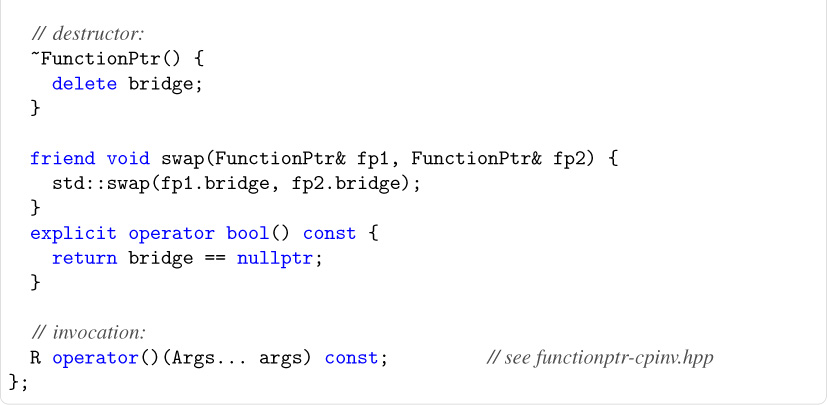 // destructor:
~FunctionPtr() {
delete bridge;
}
friend void swap(FunctionPtr& fp1, FunctionPtr& fp2) {
std::swap(fp1.bridge, fp2.bridge);
}
explicit operator bool() const {
return bridge == nullptr;
}
// invocation:
R operator()(Args... args) const; // see functionptr-cpinv.hpp
};